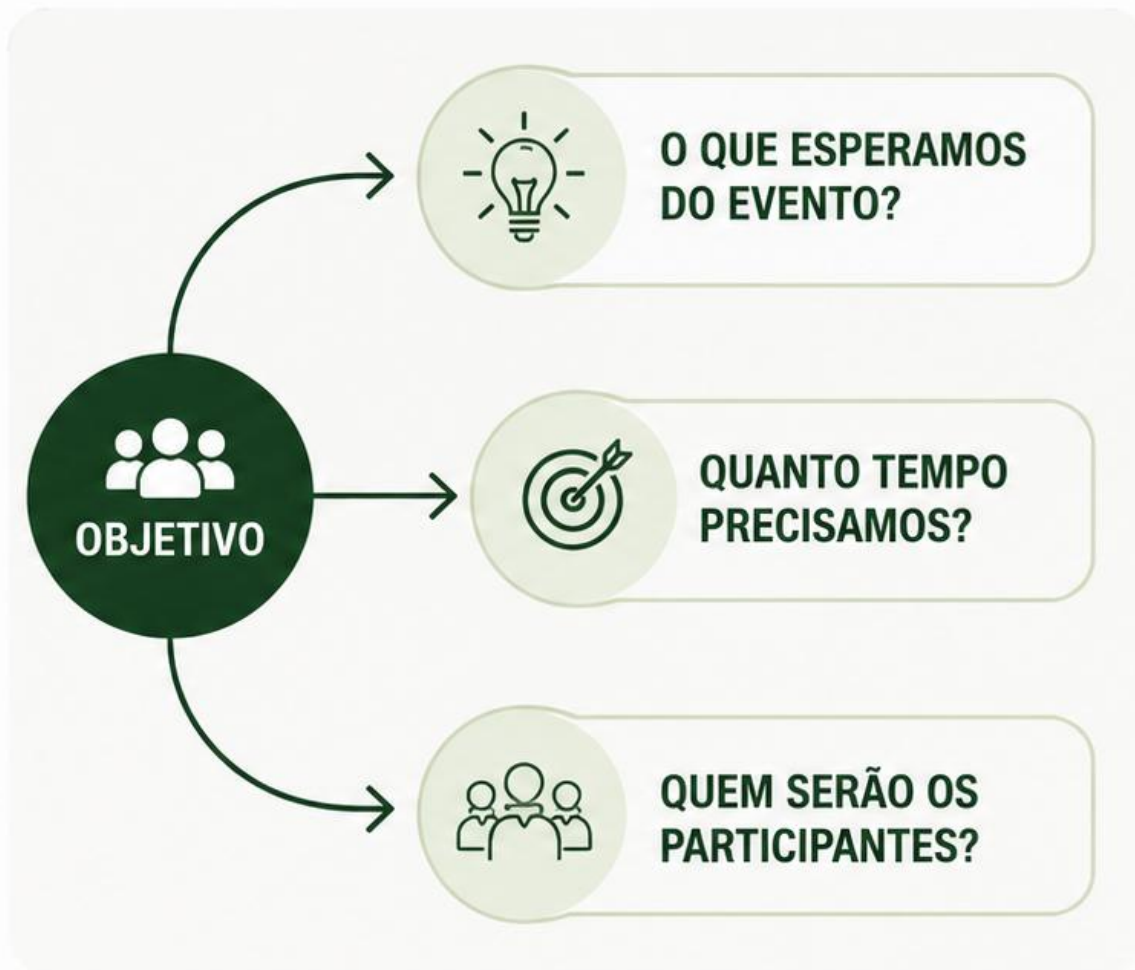 O QUE ESPERAMOS
DO EVENTO?
OBJETIVO
QUANTO TEMPO
PRECISAMOS?
QUEM SERÃO OS
PARTICIPANTES?